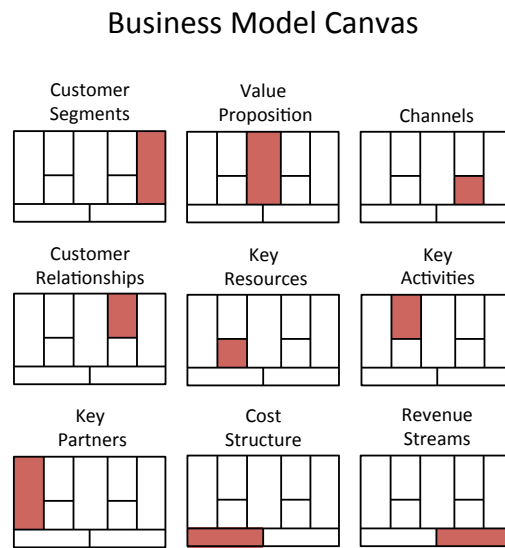 Business Model Canvas
Customer
Segments
Value
Proposition
Channels
Customer
Relationships
Key
Resources
Key
Activities
Key
Partners
Cost
Structure
Revenue
Streams